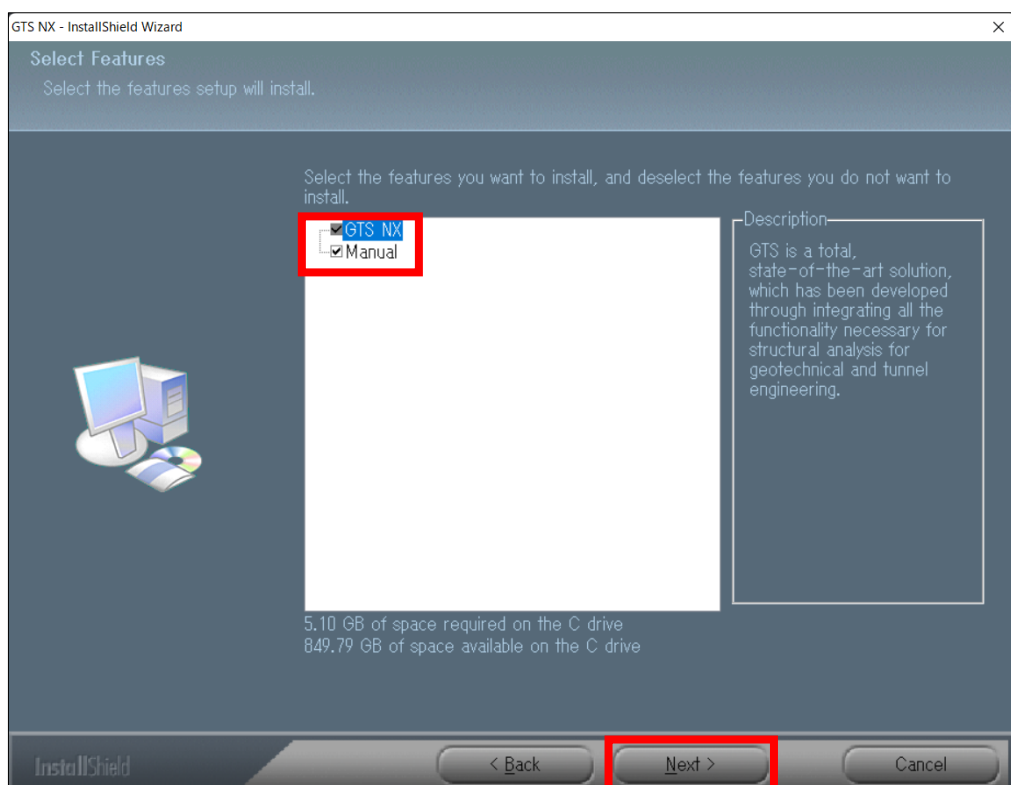 GTS NX - InstallShield Wizard
Select Features
Select the features setup will install.
Select the features you want to install, and deselect the features you do not want to
install.
GTS NX
Manual
Description
GTS is a total,
state-of-the-art solution,
which has been developed
through integrating all the
functionality necessary for
structural analysis for
geotechnical and tunnel
engineering.
5.10 GB of space required on the C drive
849.79 GB of space available on the C drive
InstallShield
< Back
Next >
Cancel